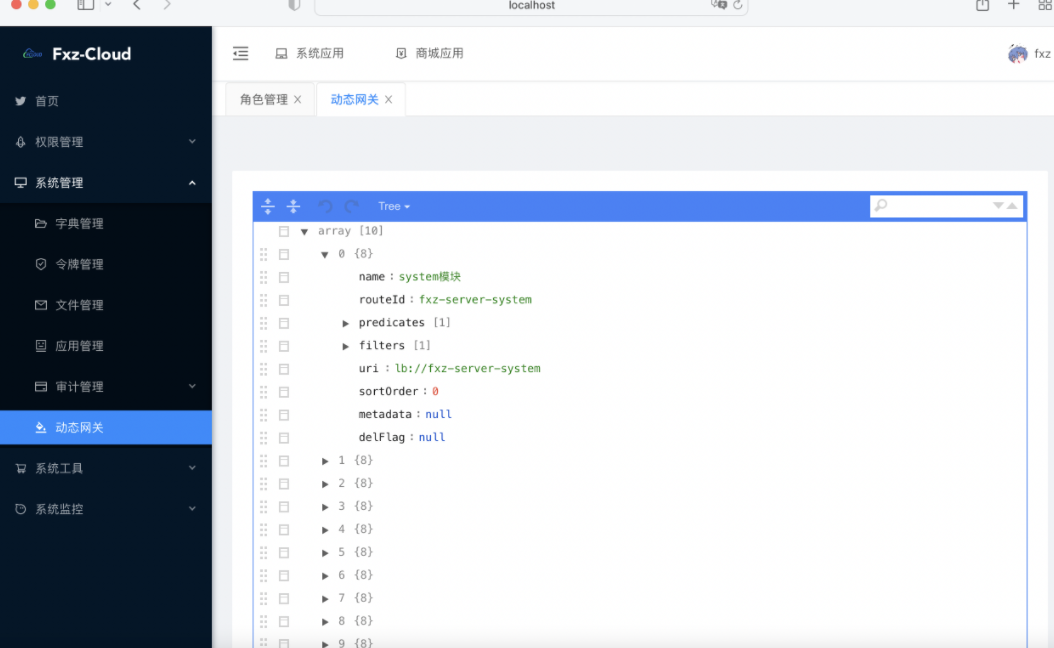 localhost
Fxz-Cloud
系统应用
商城应用
fxz
角色管理
动态网关
首页
权限管理
系统管理
字典管理
令牌管理
文件管理
应用管理
审计管理
动态网关
系统工具
系统监控
Tree
array [10]
0 {8}
name : system模块
routeId : fxz-server-system
predicates [1]
filters [1]
uri : lb://fxz-server-system
sortOrder : 0
metadata : null
delFlag : null
1 {8}
2 {8}
3 {8}
4 {8}
5 {8}
6 {8}
7 {8}
8 {8}
9 {8}